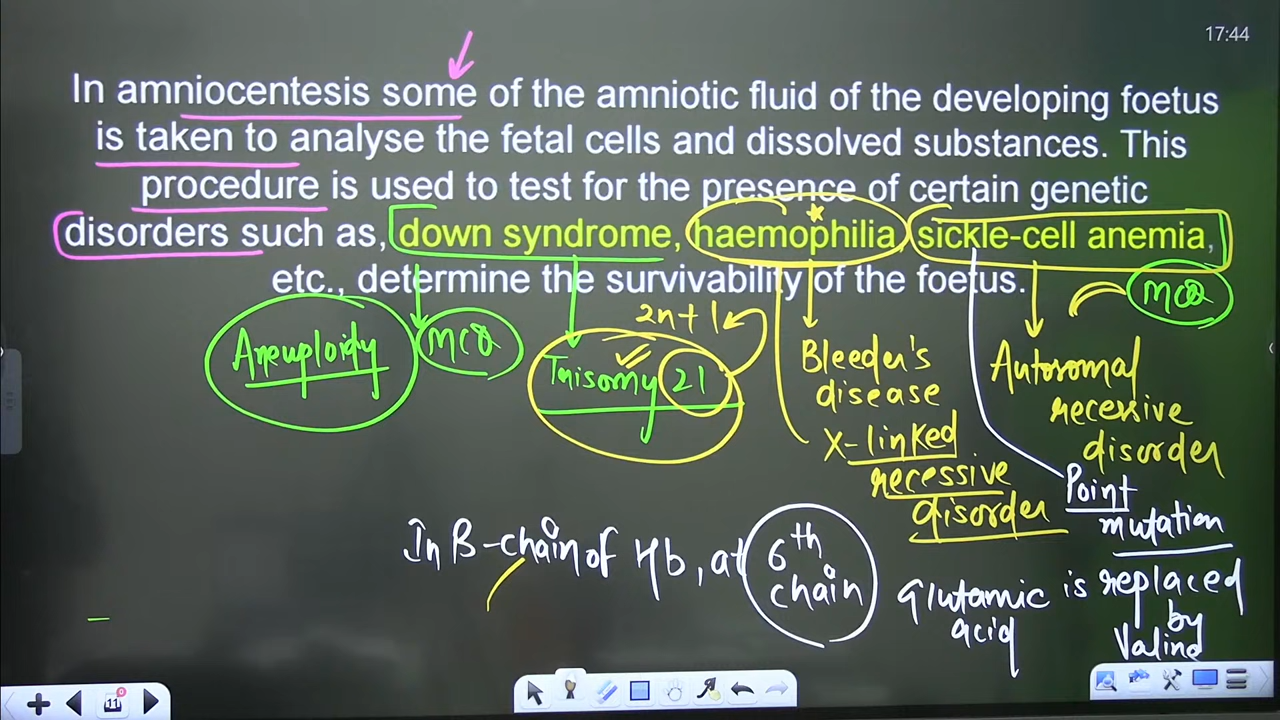 17:44
In amniocentesis some of the amniotic fluid of the developing foetus
is taken to analyse the fetal cells and dissolved substances. This
procedure is used to test for the presence of certain genetic
disorders such as, down syndrome, haemophilia, sickle-cell anemia,
etc., determine the survivability of the foetus.
Aneuploidy
MCQ
2n+1
Trisomy 21
Bleeder's
disease
X-linked
recessive
disorder
MCQ
Autosomal
recessive
disorder
Point
mutation
In B-chain of Hb, at 6th
chain
Glutamic
acid
is replaced
by
Valine
11
0